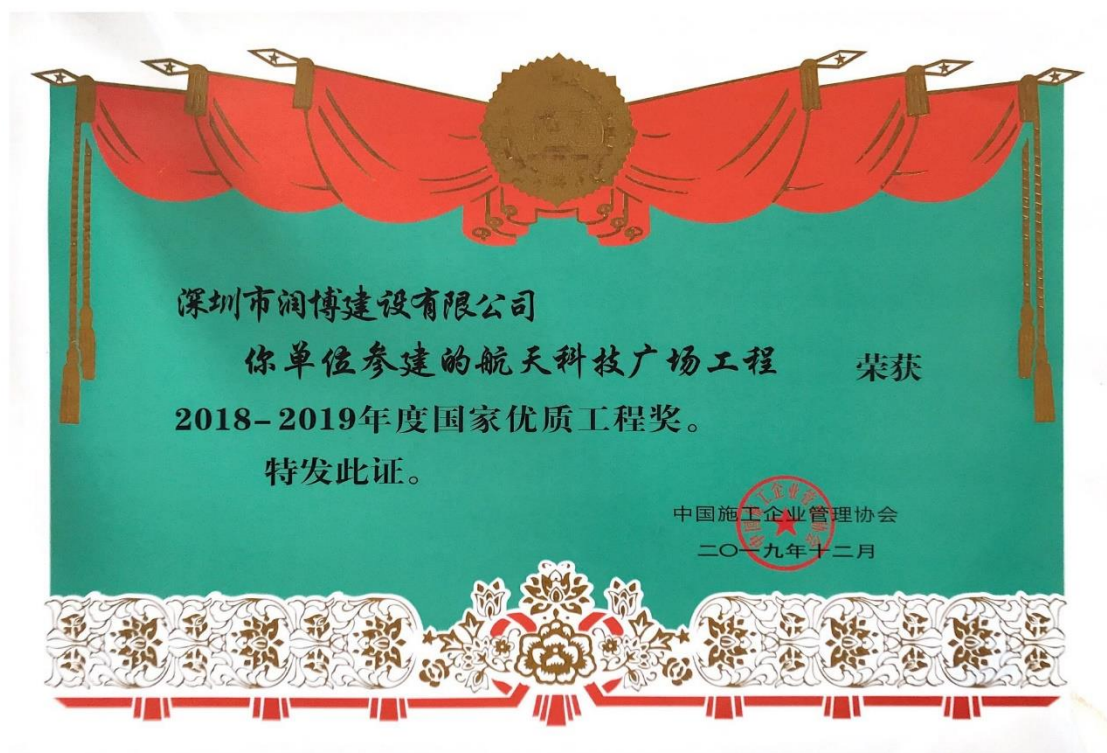 深圳市润博建设有限公司
你单位参建的航天科技广场工程 荣获
2018-2019年度国家优质工程奖。
特发此证。
中国施工企业管理协会
二〇一九年十二月